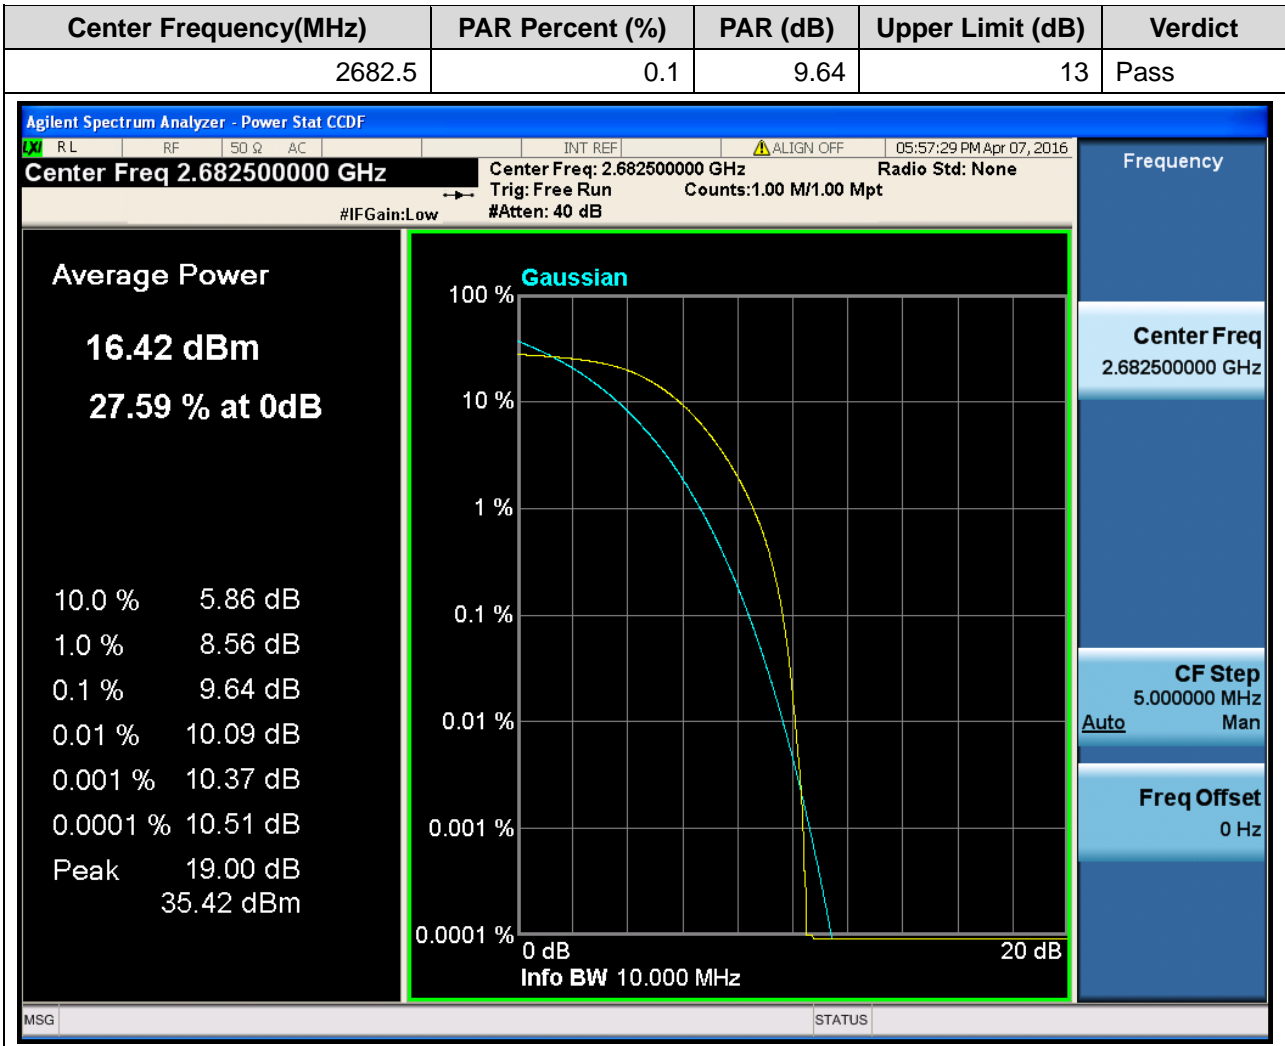 Center Frequency(MHz) PAR Percent (%) PAR (dB) Upper Limit (dB) Verdict
2682.5 0.1 9.64 13 Pass
Agilent Spectrum Analyzer - Power Stat CCDF
LXI RL RF 50 Ω AC INT REF ALIGN OFF 05:57:29 PM Apr 07, 2016
Center Freq 2.682500000 GHz
Center Freq: 2.682500000 GHz Radio Std: None
Trig: Free Run Counts:1.00 M/1.00 Mpt
#IFGain:Low #Atten: 40 dB
Average Power
16.42 dBm
27.59 % at 0dB
10.0 % 5.86 dB
1.0 % 8.56 dB
0.1 % 9.64 dB
0.01 % 10.09 dB
0.001 % 10.37 dB
0.0001 % 10.51 dB
Peak 19.00 dB
35.42 dBm
Gaussian
100 %
10 %
1 %
0.1 %
0.01 %
0.001 %
0.0001 %
0 dB 20 dB
Info BW 10.000 MHz
Frequency
Center Freq
2.682500000 GHz
CF Step
5.000000 MHz
Auto Man
Freq Offset
0 Hz
MSG STATUS